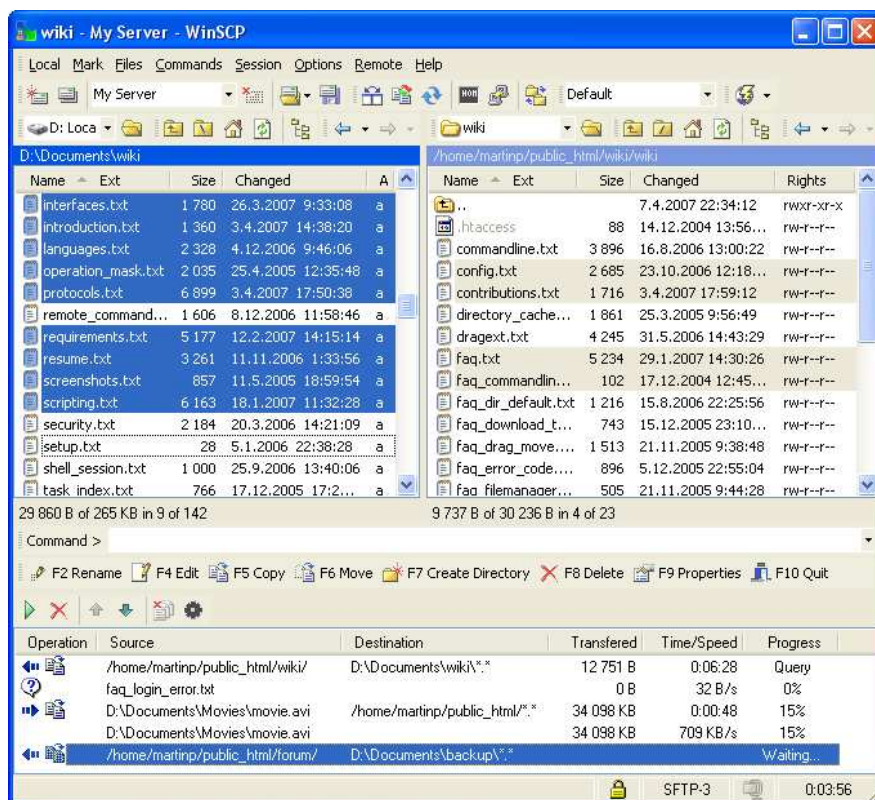 wiki - My Server - WinSCP
Local Mark Files Commands Session Options Remote Help
My Server Default
D: Loca wiki
D:\Documents\wiki /home/martinp/public_html/wiki/wiki
Name Ext Size Changed A Name Ext Size Changed Rights
interfaces.txt 1 780 26.3.2007 9:33:08 a .. 7.4.2007 22:34:12 rwxr-xr-x
introduction.txt 1 360 3.4.2007 14:38:20 a .htaccess 88 14.12.2004 13:56... rw-r--r--
languages.txt 2 328 4.12.2006 9:46:06 a commandline.txt 3 896 16.8.2006 13:00:22 rw-r--r--
operation_mask.txt 2 035 25.4.2005 12:35:48 a config.txt 2 685 23.10.2006 12:18... rw-r--r--
protocols.txt 6 899 3.4.2007 17:50:38 a contributions.txt 1 716 3.4.2007 17:59:12 rw-r--r--
remote_command... 1 606 8.12.2006 11:58:46 a directory_cache... 1 861 25.3.2005 9:56:49 rw-r--r--
requirements.txt 5 177 12.2.2007 14:15:14 a dragext.txt 4 245 31.5.2006 14:43:29 rw-r--r--
resume.txt 3 261 11.11.2006 1:33:56 a faq.txt 5 234 29.1.2007 14:30:26 rw-r--r--
screenshots.txt 857 11.5.2005 18:59:54 a faq_commandlin... 102 17.12.2004 12:45... rw-r--r--
scripting.txt 6 163 18.1.2007 11:32:28 a faq_dir_default.txt 1 216 15.8.2006 22:25:56 rw-r--r--
security.txt 2 184 20.3.2006 14:21:09 a faq_download_t... 743 15.12.2005 23:10... rw-r--r--
setup.txt 28 5.1.2006 22:38:28 a faq_drag_move.... 1 513 21.11.2005 9:38:48 rw-r--r--
shell_session.txt 1 000 25.9.2006 13:40:06 a faq_error_code.... 896 5.12.2005 22:55:04 rw-r--r--
task_index.txt 766 17.12.2005 17:2... a faq_filemanager... 505 21.11.2005 9:44:28 rw-r--r--
29 860 B of 265 KB in 9 of 142 9 737 B of 30 236 B in 4 of 23
Command >
F2 Rename F4 Edit F5 Copy F6 Move F7 Create Directory F8 Delete F9 Properties F10 Quit
Operation Source Destination Transfered Time/Speed Progress
/home/martinp/public_html/wiki/ D:\Documents\wiki\*.* 12 751 B 0:06:28 Query
faq_login_error.txt 0 B 32 B/s 0%
D:\Documents\Movies\movie.avi /home/martinp/public_html/*.* 34 098 KB 0:00:48 15%
D:\Documents\Movies\movie.avi 34 098 KB 709 KB/s 15%
/home/martinp/public_html/forum/ D:\Documents\backup\*.* Waiting...
SFTP-3 0:03:56